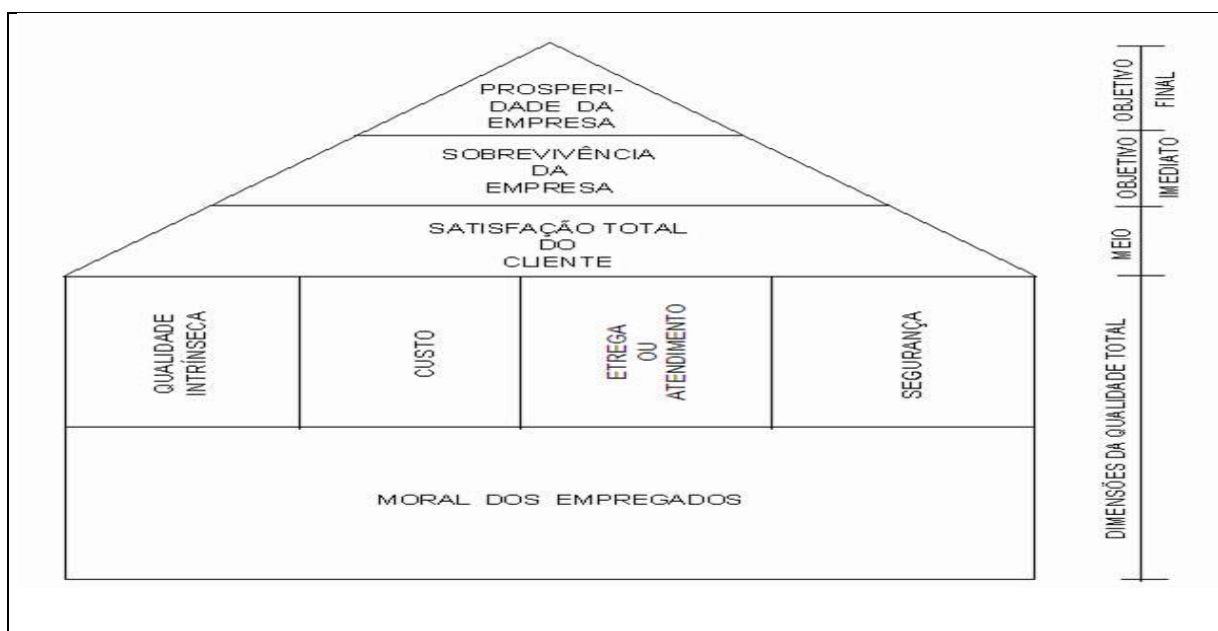 PROSPERI-
DADE DA
EMPRESA
SOBREVIVÊNCIA
DA
EMPRESA
SATISFAÇÃO TOTAL
DO
CLIENTE
QUALIDADE
INTRÍNSECA
CUSTO
ETREGA
OU
ATENDIMENTO
SEGURANÇA
MORAL DOS EMPREGADOS
OBJETIVO
FINAL
OBJETIVO
IMEDIATO
MEIO
DIMENSÕES DA QUALIDADE TOTAL